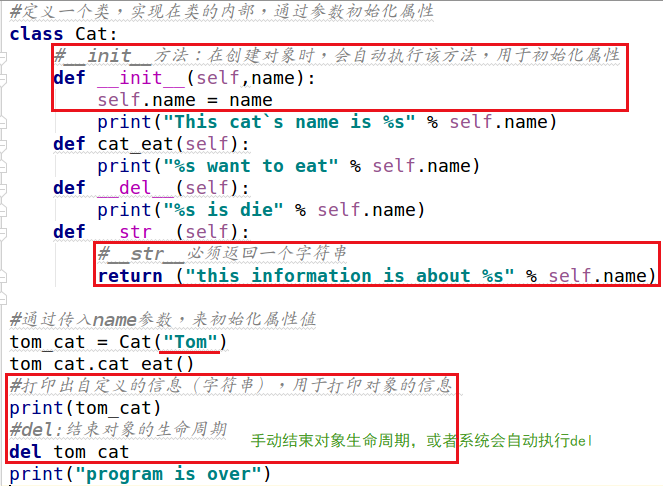 #定义一个类，实现在类的内部，通过参数初始化属性
class Cat:
#__init__方法：在创建对象时，会自动执行该方法，用于初始化属性
def __init__(self,name):
self.name = name
print("This cat`s name is %s" % self.name)
def cat_eat(self):
print("%s want to eat" % self.name)
def __del__(self):
print("%s is die" % self.name)
def __str__(self):
#__str__必须返回一个字符串
return ("this information is about %s" % self.name)
#通过传入name参数，来初始化属性值
tom_cat = Cat("Tom")
tom_cat.cat_eat()
#打印出自定义的信息（字符串），用于打印对象的信息
print(tom_cat)
#del:结束对象的生命周期
del tom_cat
手动结束对象生命周期，或者系统会自动执行del
print("program is over")